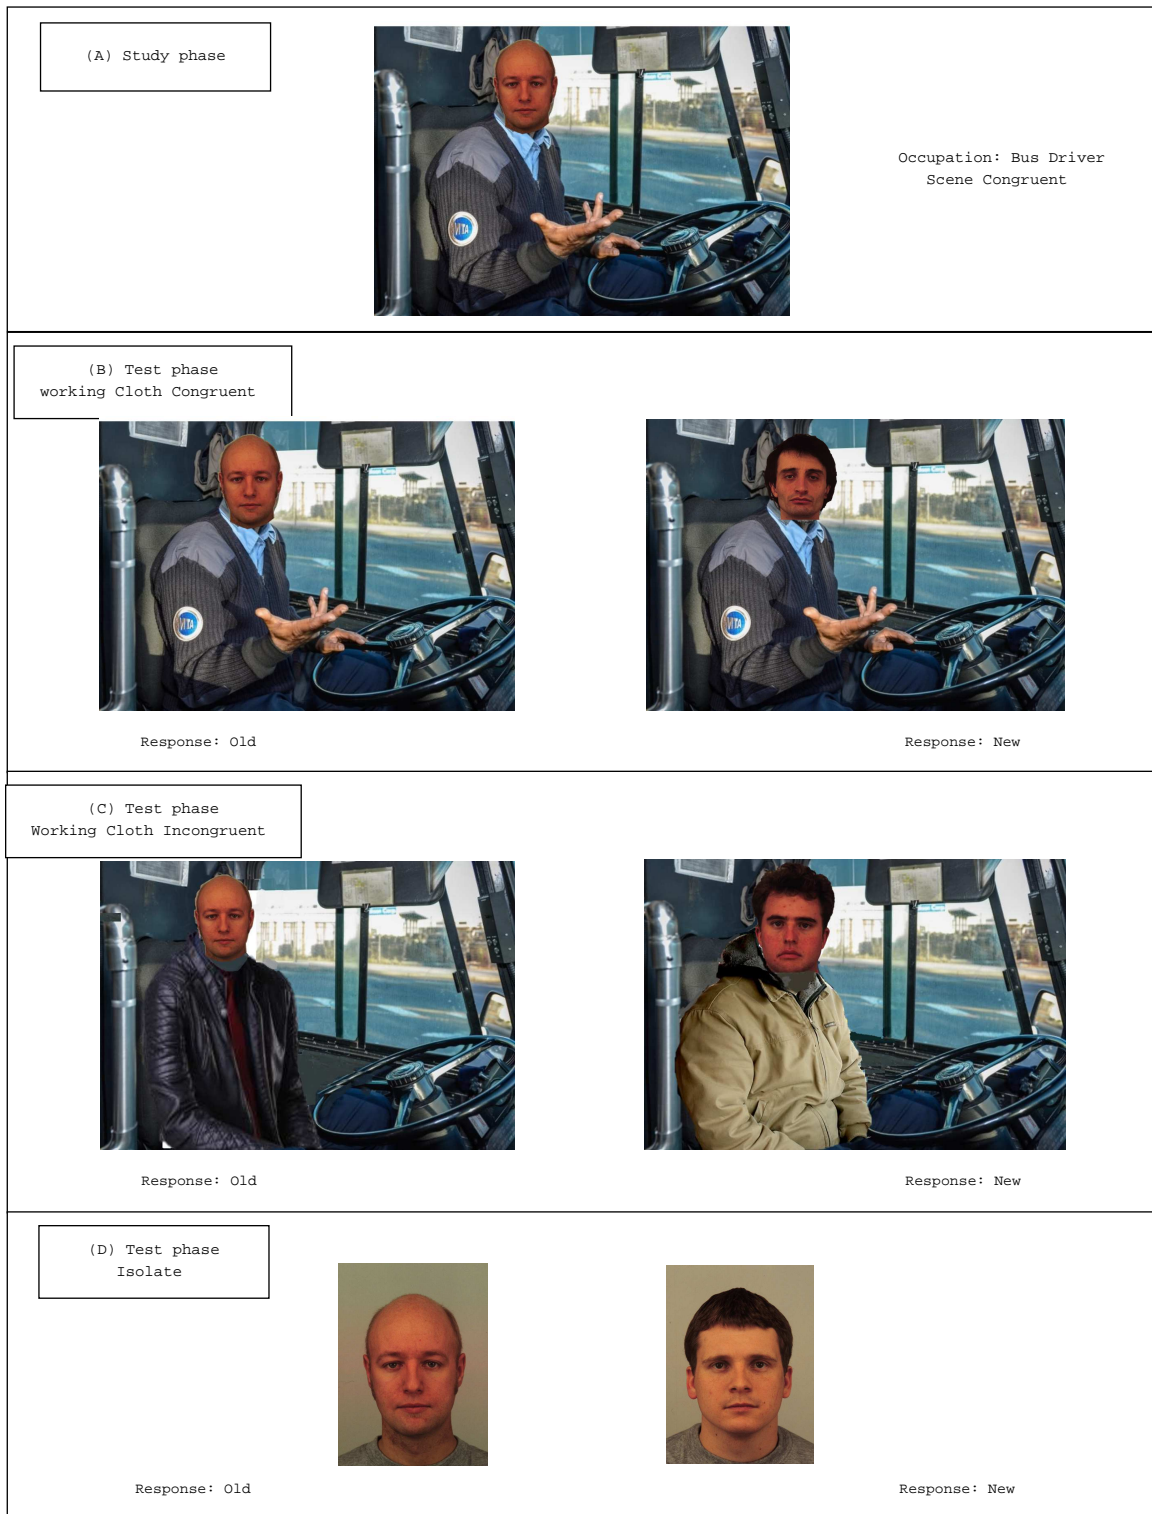 (A) Study phase
Occupation: Bus Driver
Scene Congruent
(B) Test phase
working Cloth Congruent
Response: Old
Response: New
(C) Test phase
Working Cloth Incongruent
Response: Old
Response: New
(D) Test phase
Isolate
Response: Old
Response: New